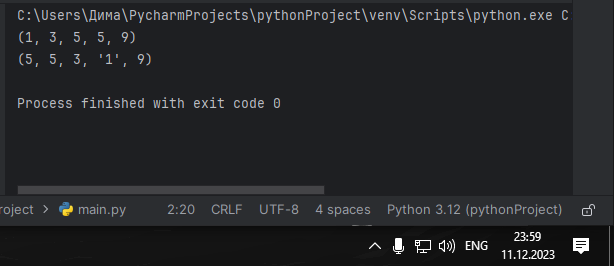 C:\Users\Дима\PycharmProjects\pythonProject\venv\Scripts\python.exe C
(1, 3, 5, 5, 9)
(5, 5, 3, '1', 9)
Process finished with exit code 0
roject > main.py 2:20 CRLF UTF-8 4 spaces Python 3.12 (pythonProject)
ENG 23:59
11.12.2023